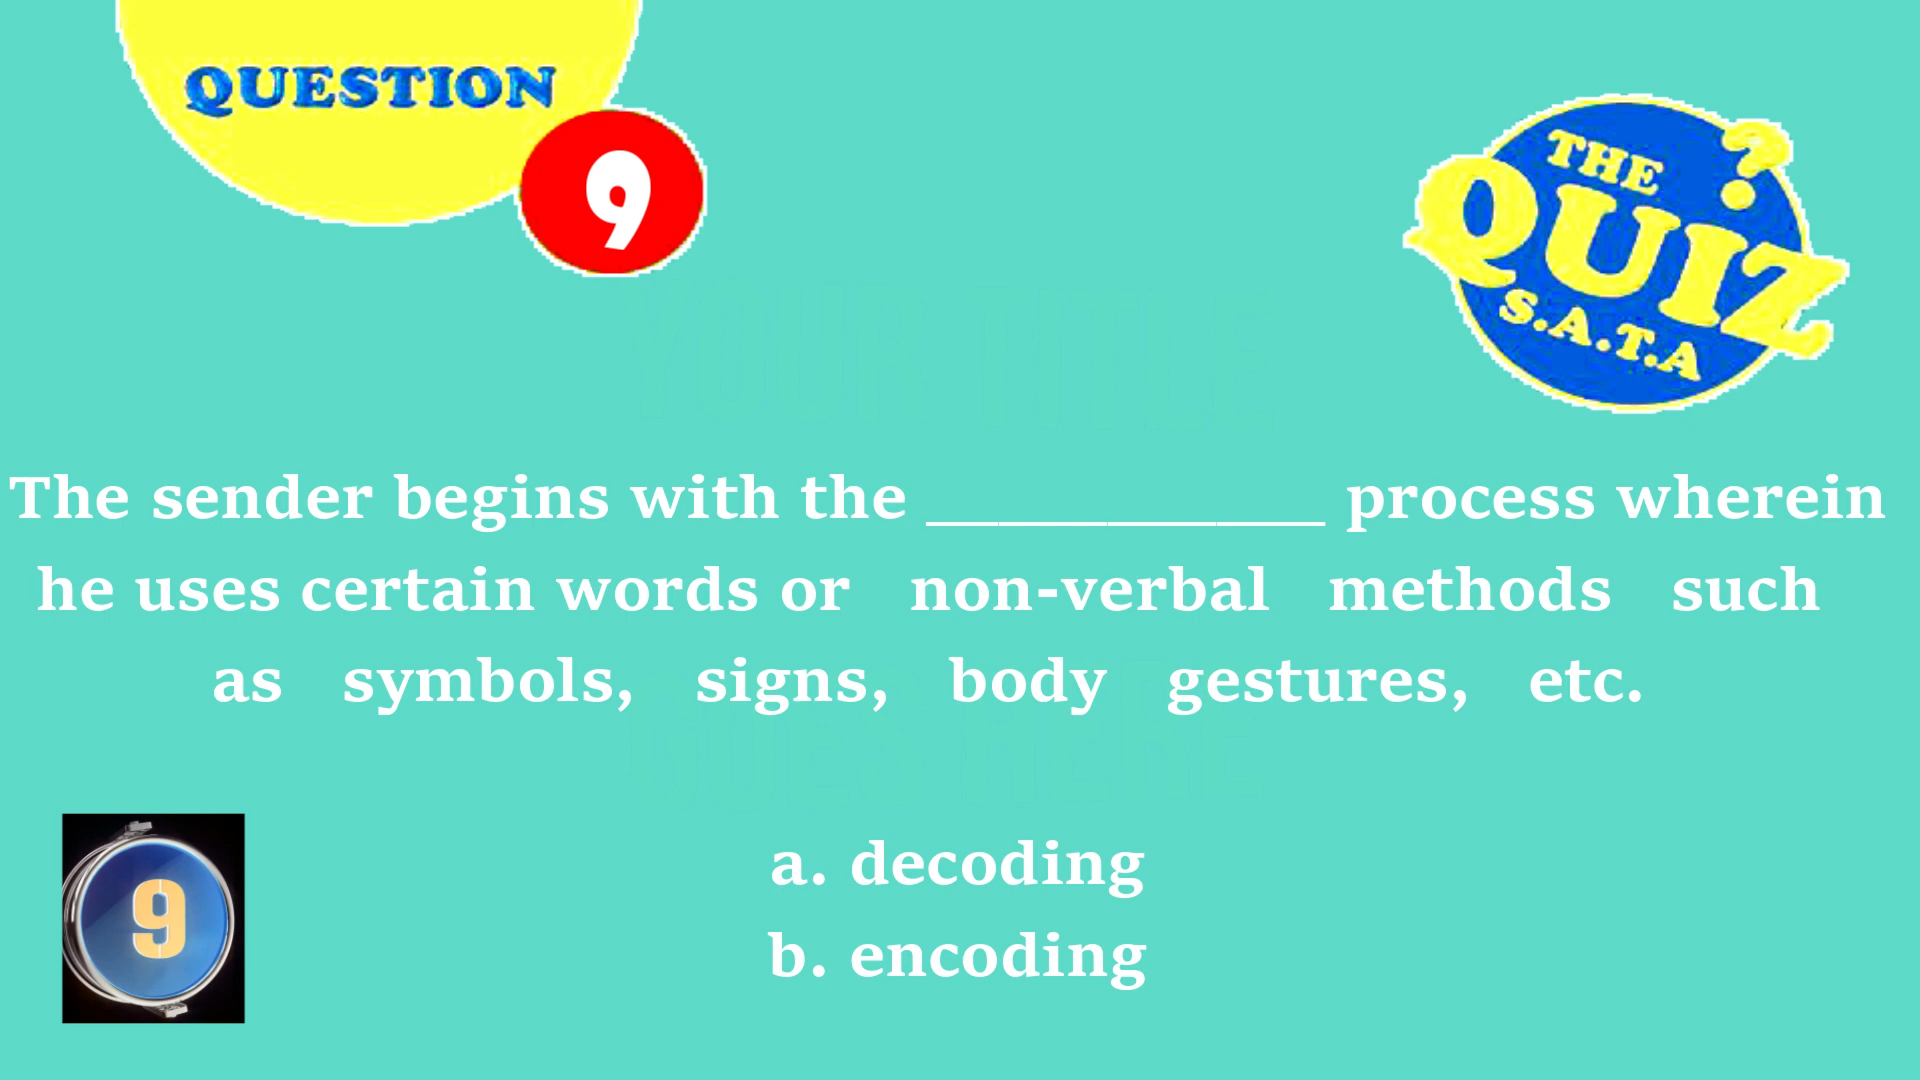 QUESTION
9
THE
QUIZ
S.A.T.A
The sender begins with the ___________ process wherein
he uses certain words or non-verbal methods such
as symbols, signs, body gestures, etc.
9
a. decoding
b. encoding